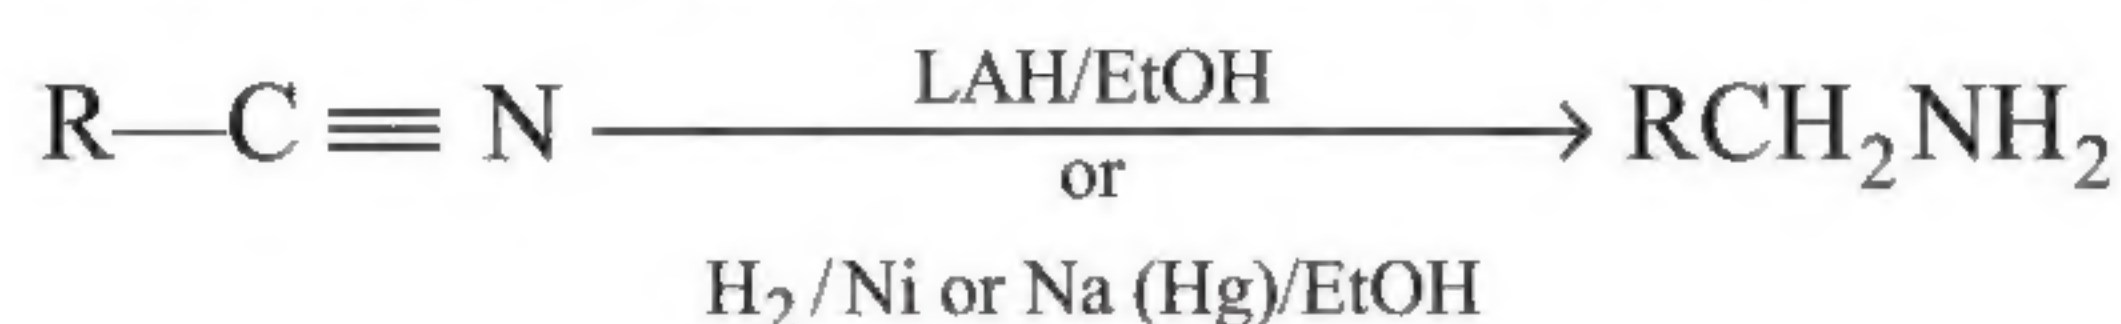 LAH/EtOH
R—C≡N → RCH₂NH₂
or
H₂/Ni or Na (Hg)/EtOH